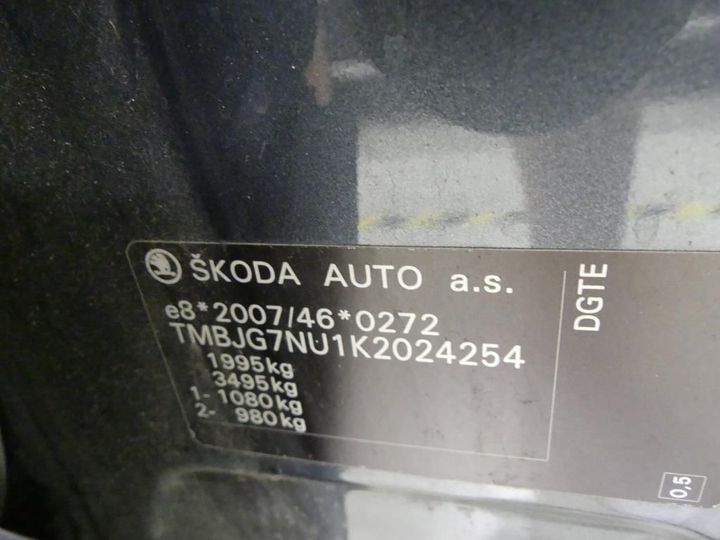 ŠKODA AUTO a.s.
e8*2007/46*0272
TMBJG7NU1K2024254
1995kg
3495kg
1- 1080kg
2- 980kg
DGTE
0,5